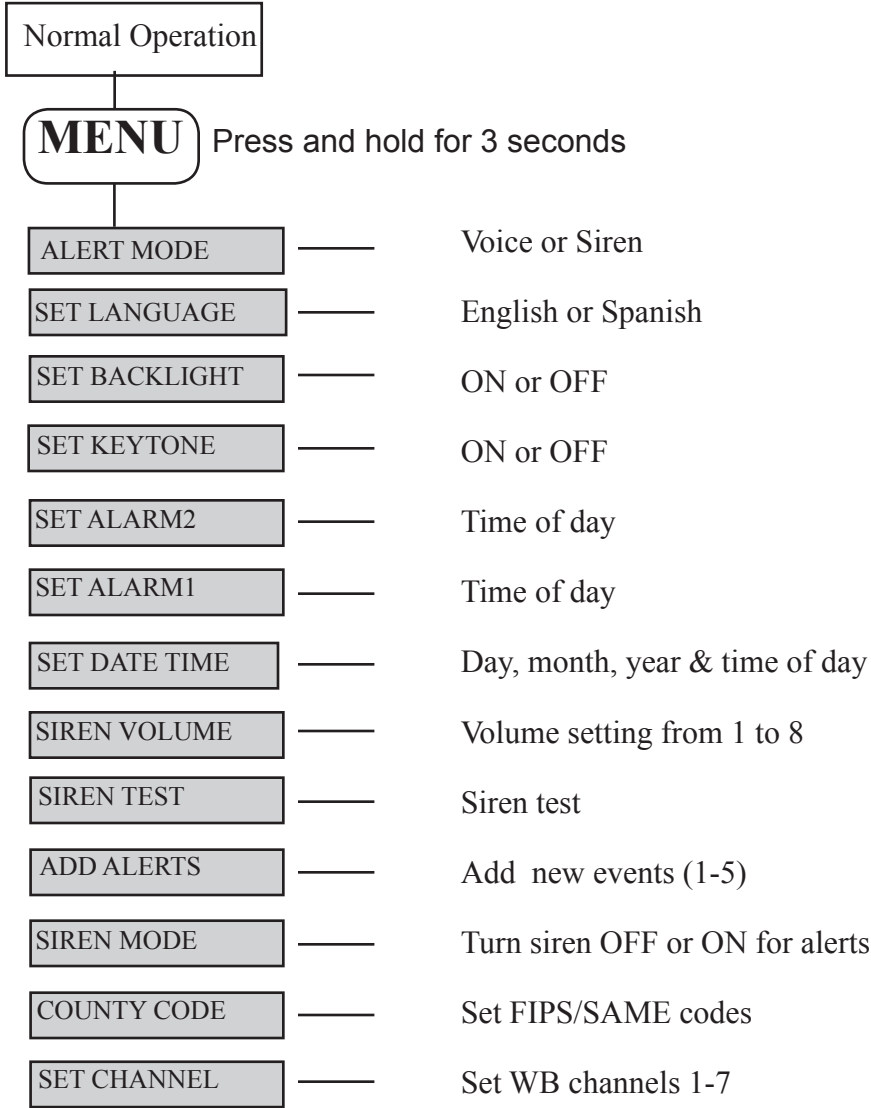 Normal Operation
MENU Press and hold for 3 seconds
ALERT MODE Voice or Siren
SET LANGUAGE English or Spanish
SET BACKLIGHT ON or OFF
SET KEYTONE ON or OFF
SET ALARM2 Time of day
SET ALARM1 Time of day
SET DATE TIME Day, month, year & time of day
SIREN VOLUME Volume setting from 1 to 8
SIREN TEST Siren test
ADD ALERTS Add new events (1-5)
SIREN MODE Turn siren OFF or ON for alerts
COUNTY CODE Set FIPS/SAME codes
SET CHANNEL Set WB channels 1-7